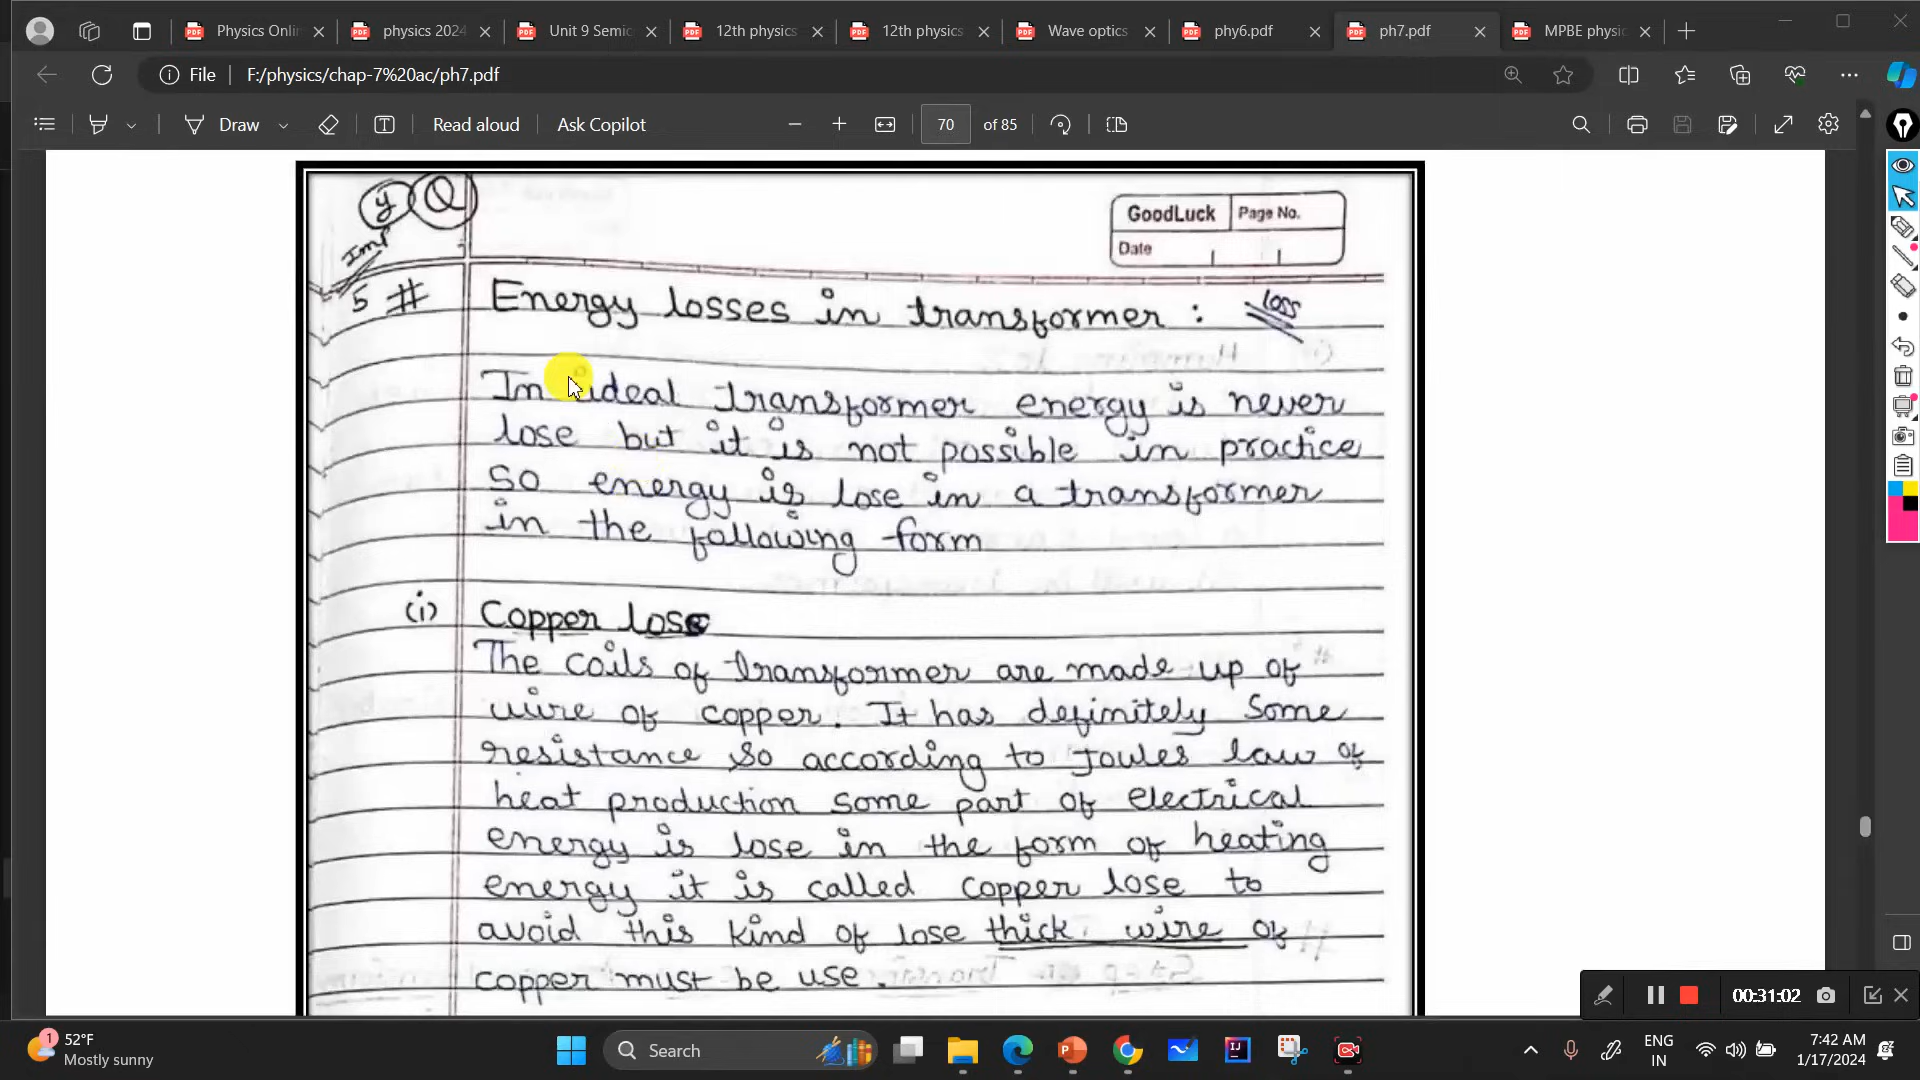 Physics Onli
physics 2024
Unit 9 Semic
12th physics
12th physics
Wave optics
phy6.pdf
ph7.pdf
MPBE physic
File
F:/physics/chap-7%20ac/ph7.pdf
Draw
Read aloud
Ask Copilot
70
of 85
y Q
Imp
GoodLuck
Page No.
Date
5 # Energy losses in transformer : loss
In ideal transformer energy is never
lose but it is not possible in practice
so energy is lose in a transformer
in the following form
(i) Copper lose
The coils of transformer are made up of
wire of copper. It has definitely some
resistance so according to Joules law of
heat production some part of electrical
energy is lose in the form of heating
energy it is called copper lose to
avoid this kind of lose thick wire of
copper must be use .
00:31:02
1
52°F
Mostly sunny
Search
ENG
IN
7:42 AM
1/17/2024